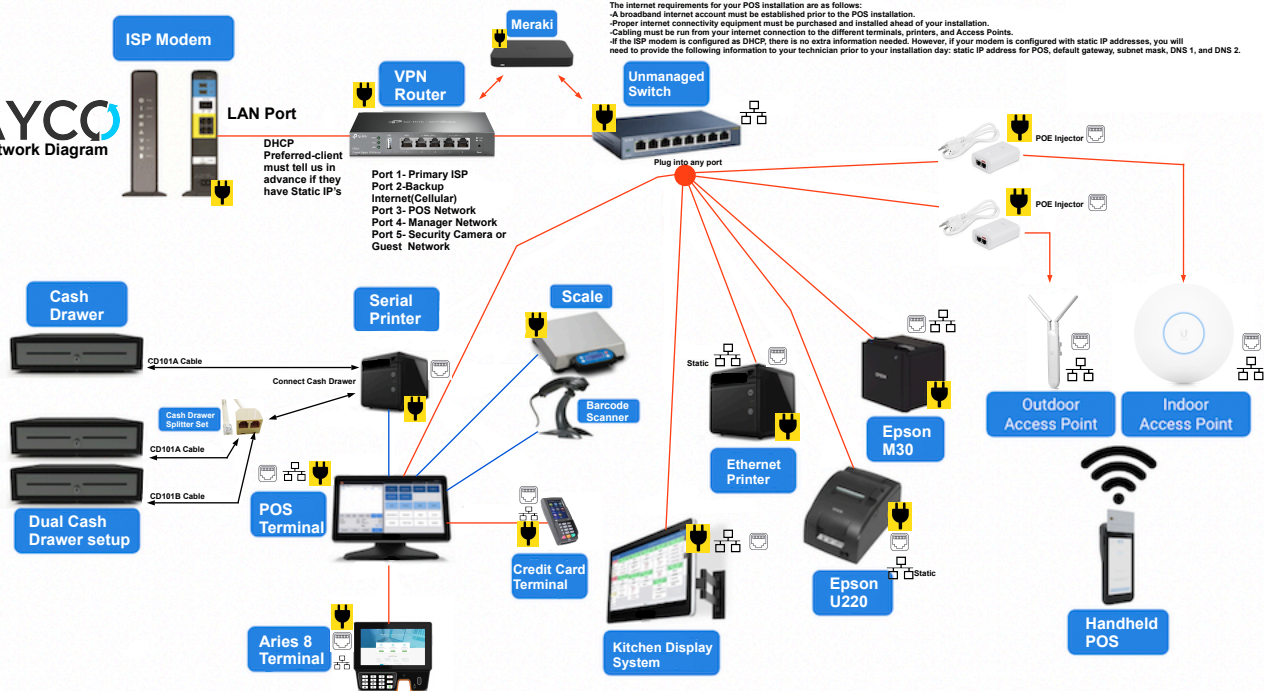 The internet requirements for your POS installation are as follows:
-A broadband internet account must be established prior to the POS installation.
-Proper internet connectivity equipment must be purchased and installed ahead of your installation.
-Cabling must be run from your internet connection to the different terminals, printers, and Access Points.
-If the ISP modem is configured as DHCP, there is no extra information needed. However, if your modem is configured with static IP addresses, you will
need to provide the following information to your technician prior to your installation day: static IP address for POS, default gateway, subnet mask, DNS 1, and DNS 2.
ISP Modem
Meraki
VPN
Router
Unmanaged
Switch
AYCO
twork Diagram
LAN Port
DHCP
Preferred-client
must tell us in
advance if they
have Static IP's
Port 1- Primary ISP
Port 2-Backup
Internet(Cellular)
Port 3- POS Network
Port 4- Manager Network
Port 5- Security Camera or
Guest Network
Plug into any port
POE Injector
POE Injector
Cash
Drawer
Serial
Printer
Scale
CD101A Cable
Connect Cash Drawer
Cash Drawer
Splitter Set
CD101A Cable
CD101B Cable
Dual Cash
Drawer setup
Barcode
Scanner
Static
Ethernet
Printer
EPSON
Epson
M30
Outdoor
Access Point
Indoor
Access Point
POS
Terminal
Credit Card
Terminal
Kitchen Display
System
Static
Epson
U220
Aries 8
Terminal
Handheld
POS